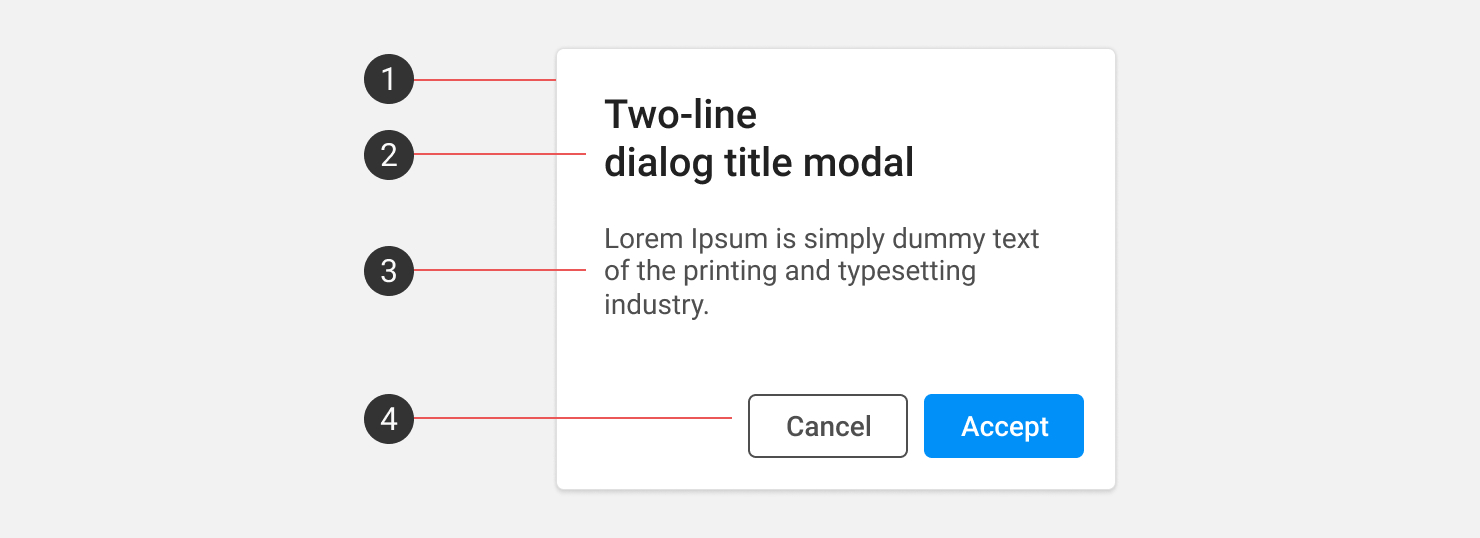 1
Two-line
2
dialog title modal
Lorem Ipsum is simply dummy text
3
of the printing and typesetting
industry.
4
Cancel
Accept